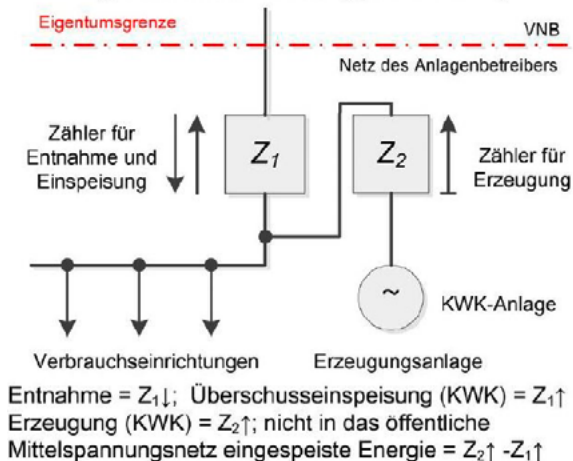 Eigentumsgrenze
VNB
Netz des Anlagenbetreibers
Zähler für
Entnahme und
Einspeisung
Z1
Z2
Zähler für
Erzeugung
~
KWK-Anlage
Verbrauchseinrichtungen
Erzeugungsanlage
Entnahme = Z1↓; Überschusseinspeisung (KWK) = Z1↑
Erzeugung (KWK) = Z2↑; nicht in das öffentliche
Mittelspannungsnetz eingespeiste Energie = Z2↑ -Z1↑